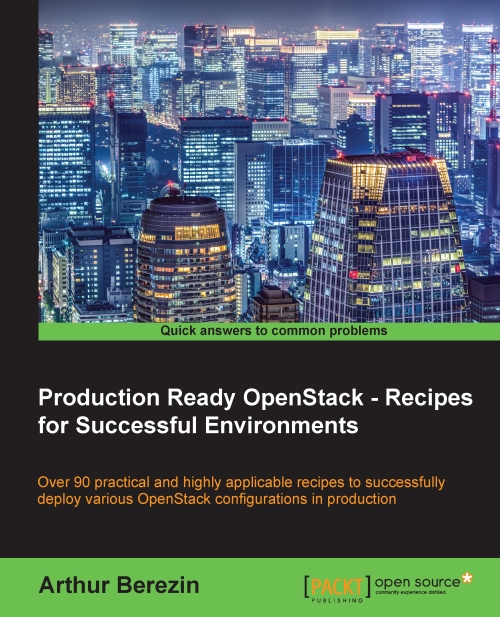 Quick answers to common problems
Production Ready OpenStack - Recipes
for Successful Environments
Over 90 practical and highly applicable recipes to successfully
deploy various OpenStack configurations in production
Arthur Berezin
[PACKT] open source*
PUBLISHING
community experience distilled